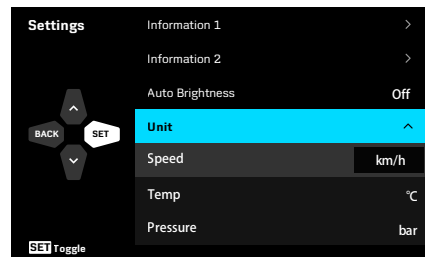 Settings
Information 1
Information 2
Auto Brightness Off
BACK SET
Unit
Speed km/h
Temp ℃
Pressure bar
SET Toggle